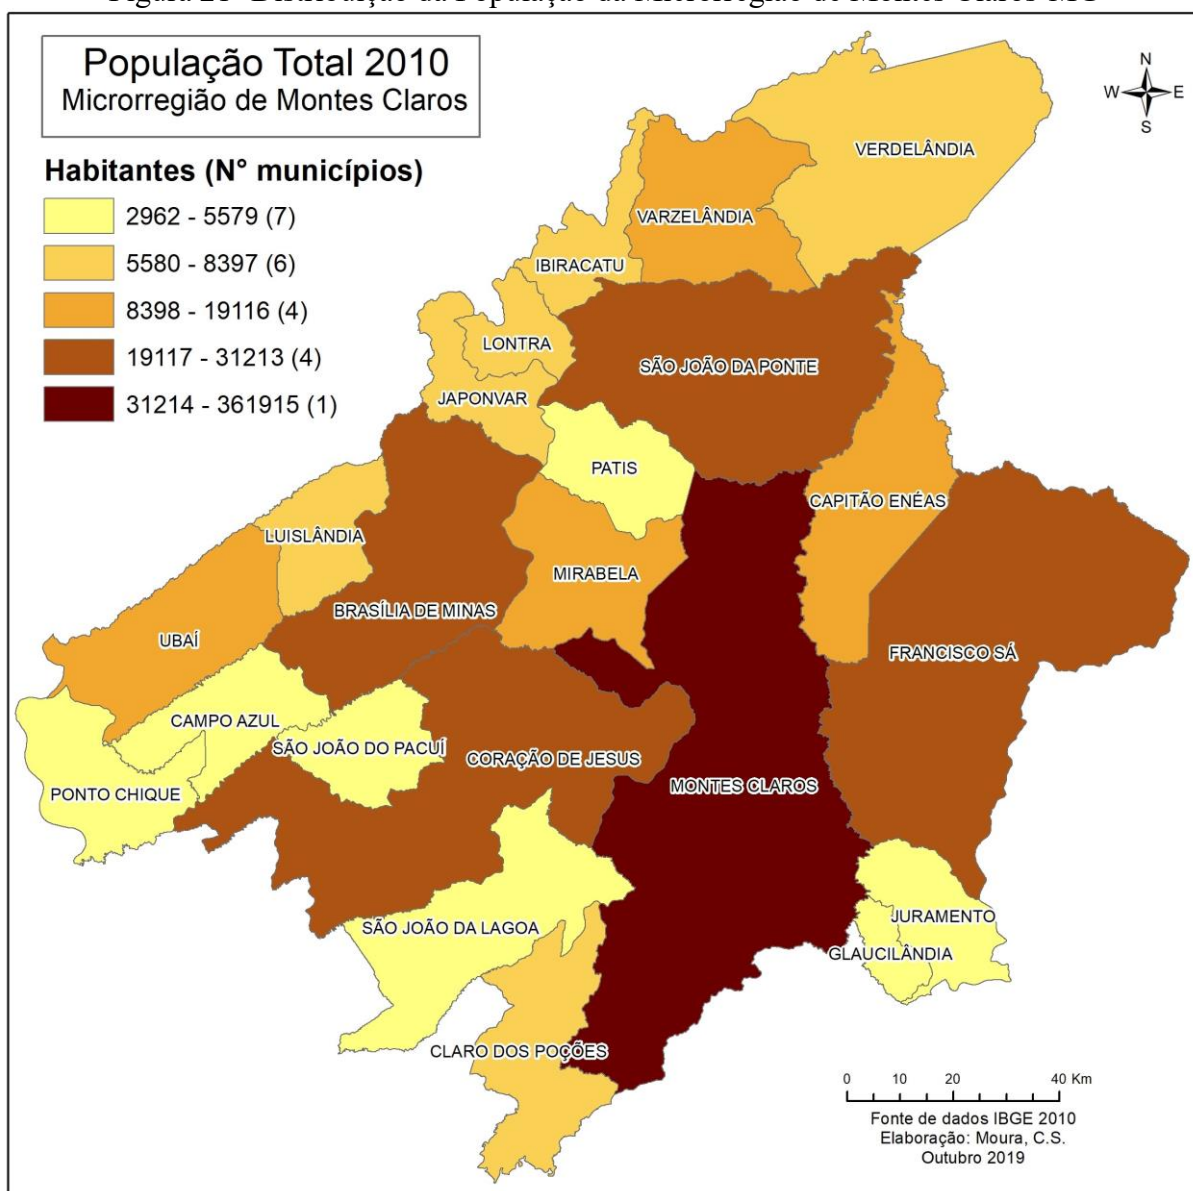 População Total 2010
Microrregião de Montes Claros
Habitantes (N° municípios)
2962 - 5579 (7)
5580 - 8397 (6)
8398 - 19116 (4)
19117 - 31213 (4)
31214 - 361915 (1)
N
W
E
S
VERDELÂNDIA
VARZELÂNDIA
IBIRACATU
LONTRA
SÃO JOÃO DA PONTE
JAPONVAR
PATIS
CAPITÃO ENÉAS
LUISLÂNDIA
MIRABELA
BRASÍLIA DE MINAS
UBAÍ
FRANCISCO SÁ
CAMPO AZUL
SÃO JOÃO DO PACUÍ
CORAÇÃO DE JESUS
MONTES CLAROS
PONTO CHIQUE
JURAMENTO
SÃO JOÃO DA LAGOA
GLAUCILÂNDIA
CLARO DOS POÇÕES
0 10 20 40 Km
Fonte de dados IBGE 2010
Elaboração: Moura, C.S.
Outubro 2019